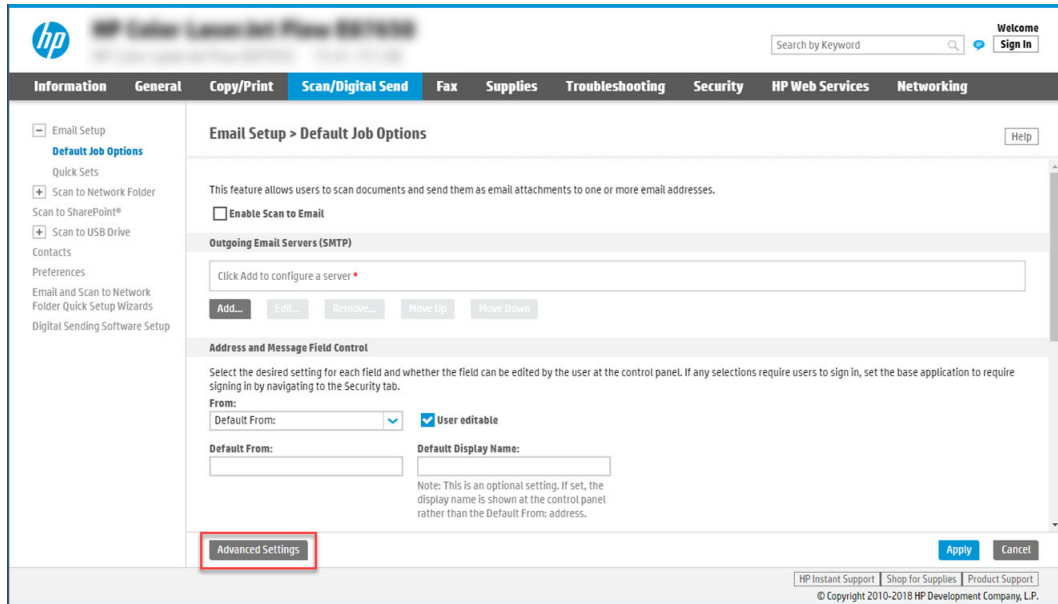 hp
Welcome
Search by Keyword
Sign In
Information General Copy/Print Scan/Digital Send Fax Supplies Troubleshooting Security HP Web Services Networking
Email Setup
Default Job Options
Quick Sets
Scan to Network Folder
Scan to SharePoint®
Scan to USB Drive
Contacts
Preferences
Email and Scan to Network
Folder Quick Setup Wizards
Digital Sending Software Setup
Email Setup > Default Job Options
Help
This feature allows users to scan documents and send them as email attachments to one or more email addresses.
Enable Scan to Email
Outgoing Email Servers (SMTP)
Click Add to configure a server *
Add... Edit... Remove... Move Up Move Down
Address and Message Field Control
Select the desired setting for each field and whether the field can be edited by the user at the control panel. If any selections require users to sign in, set the base application to require
signing in by navigating to the Security tab.
From:
Default From: User editable
Default From: Default Display Name:
Note: This is an optional setting. If set, the
display name is shown at the control panel
rather than the Default From: address.
Advanced Settings Apply Cancel
HP Instant Support Shop for Supplies Product Support
© Copyright 2010-2018 HP Development Company, L.P.